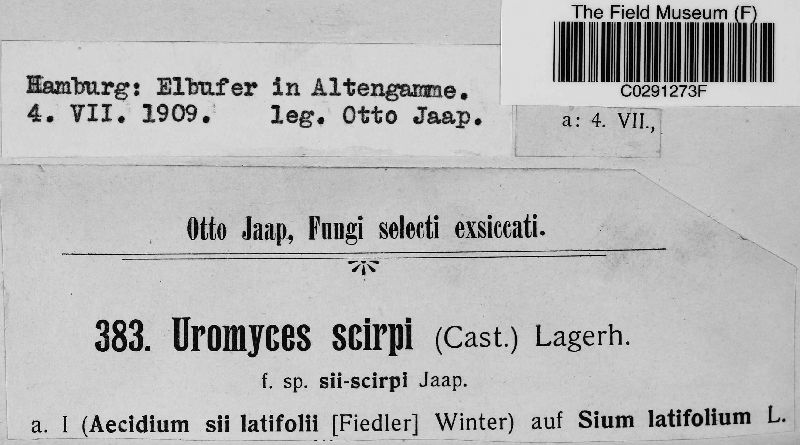 The Field Museum (F)
C0291273F
Hamburg: Elbufer in Altengamme.
4. VII. 1909. leg. Otto Jaap.
a: 4. VII.,
Otto Jaap, Fungi selecti exsiccati.
383. Uromyces scirpi (Cast.) Lagerh.
f. sp. sii-scirpi Jaap.
a. I (Aecidium sii latifolii [Fiedler] Winter) auf Sium latifolium L.